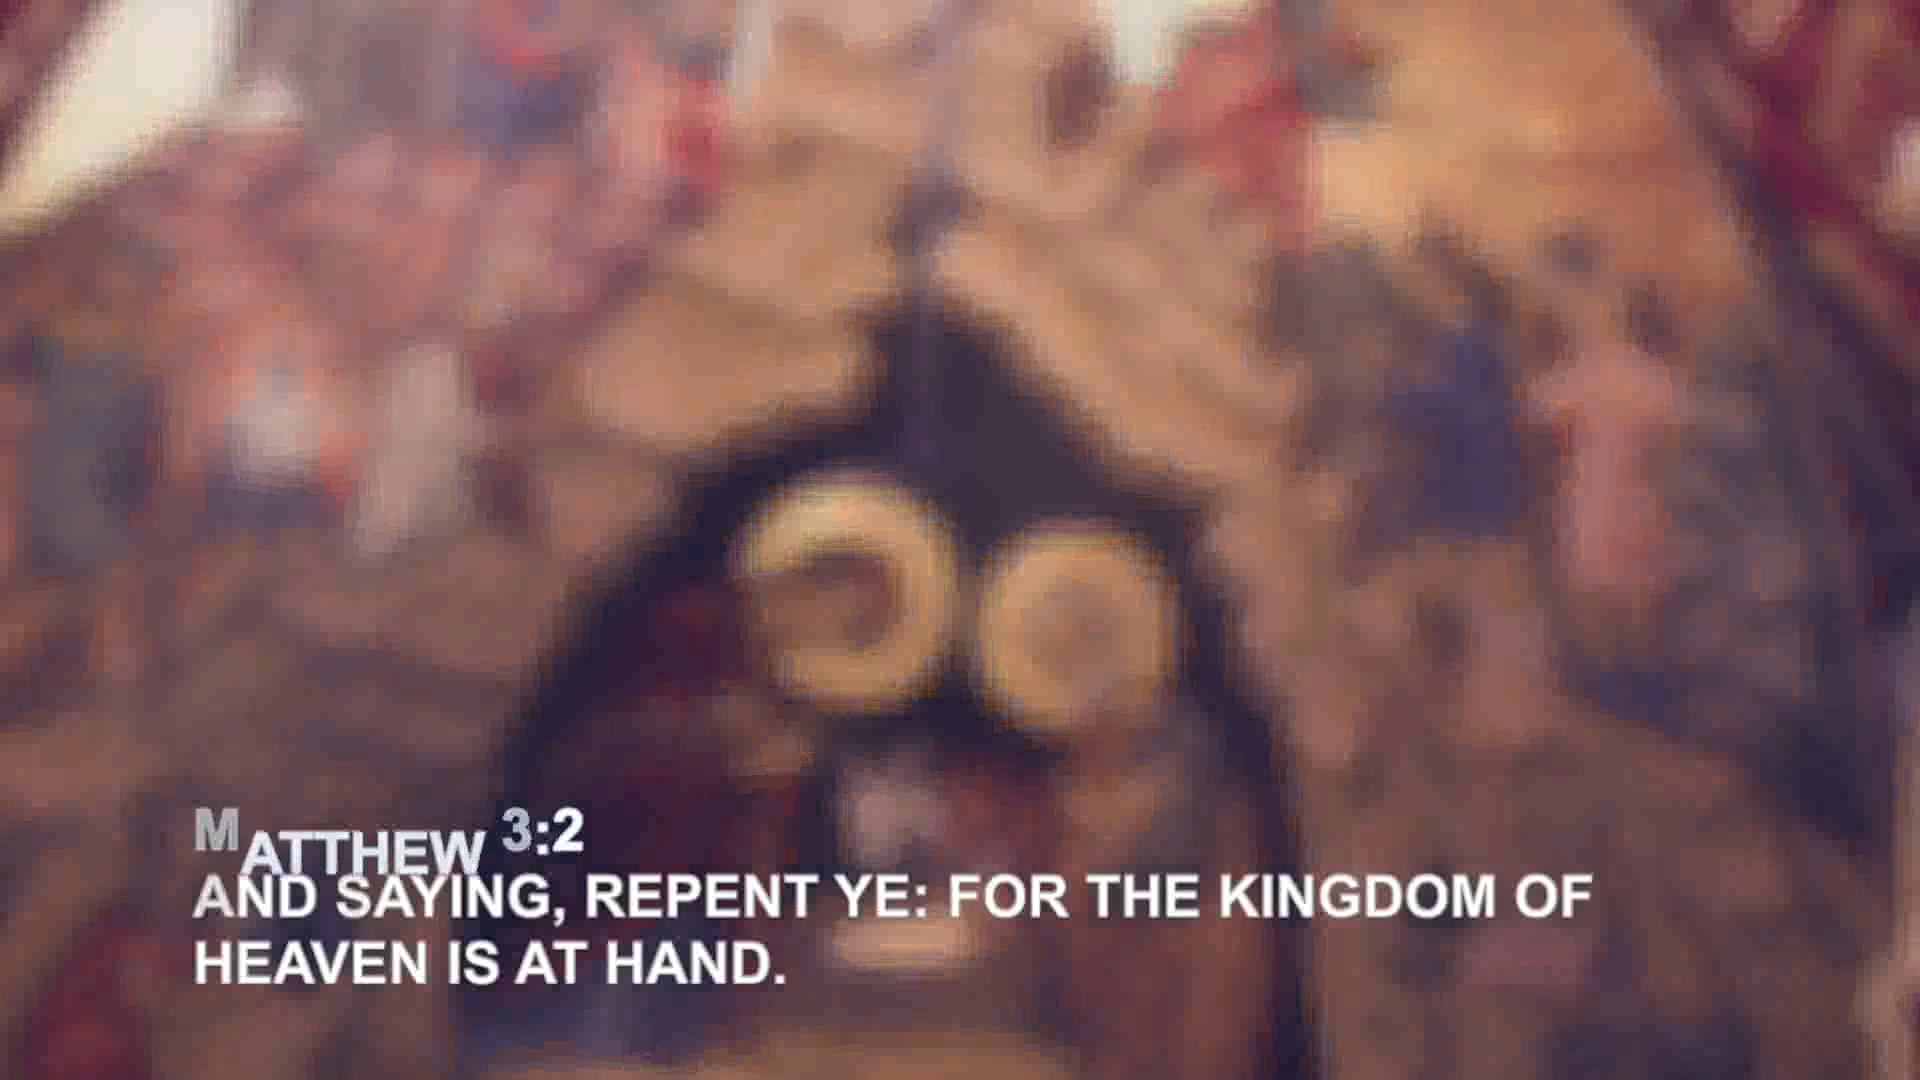 MATTHEW 3:2
AND SAYING, REPENT YE: FOR THE KINGDOM OF
HEAVEN IS AT HAND.